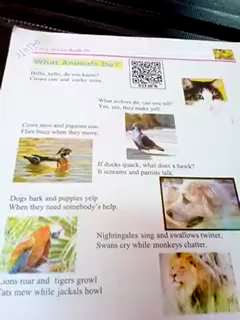 What Animals Do?
Hello, hello, do you know?
Crows caw and cocks crow.
What wolves do, can you tell?
Yes, yes, they make yell.
Cows moo and pigeons coo,
Flies buzz when they move.
If ducks quack, what does a hawk?
It screams and parrots talk.
Dogs bark and puppies yelp
When they need somebody's help.
Nightingales sing and swallows twitter,
Swans cry while monkeys chatter.
Lions roar and tigers growl
Cats mew while jackals howl